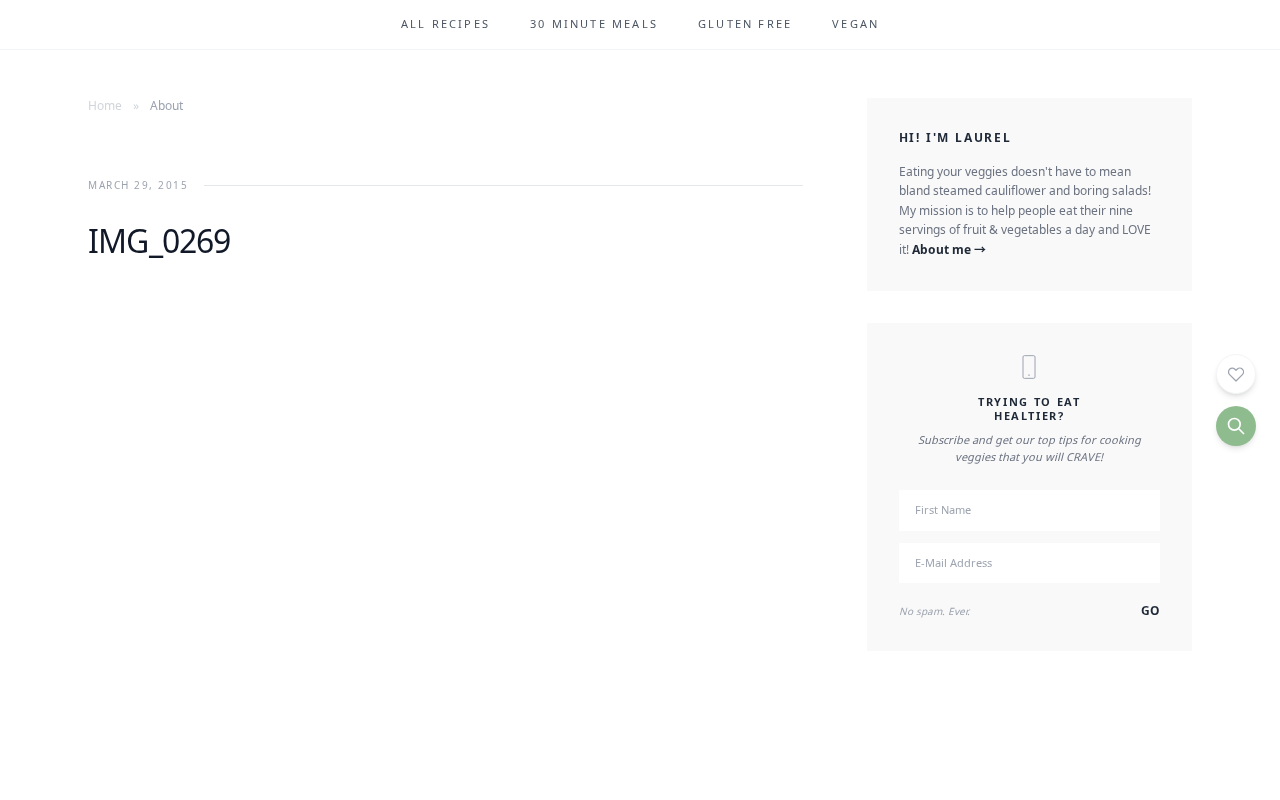 ALL RECIPES 30 MINUTE MEALS GLUTEN FREE VEGAN
Home » About
MARCH 29, 2015
IMG_0269
HI! I'M LAUREL
Eating your veggies doesn't have to mean
bland steamed cauliflower and boring salads!
My mission is to help people eat their nine
servings of fruit & vegetables a day and LOVE
it! About me →
TRYING TO EAT
HEALTIER?
Subscribe and get our top tips for cooking
veggies that you will CRAVE!
First Name
E-Mail Address
No spam. Ever. GO